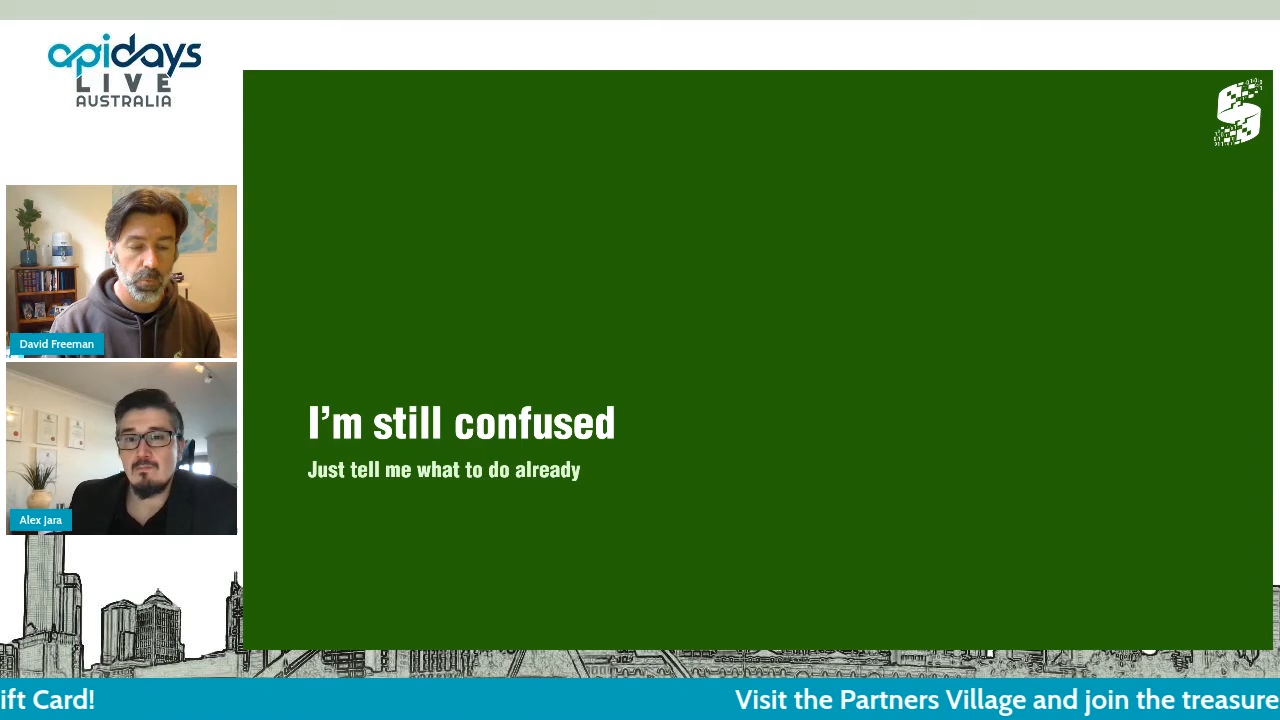 apidays
LIVE
AUSTRALIA
David Freeman
Alex Jara
I'm still confused
Just tell me what to do already
ift Card!
Visit the Partners Village and join the treasure